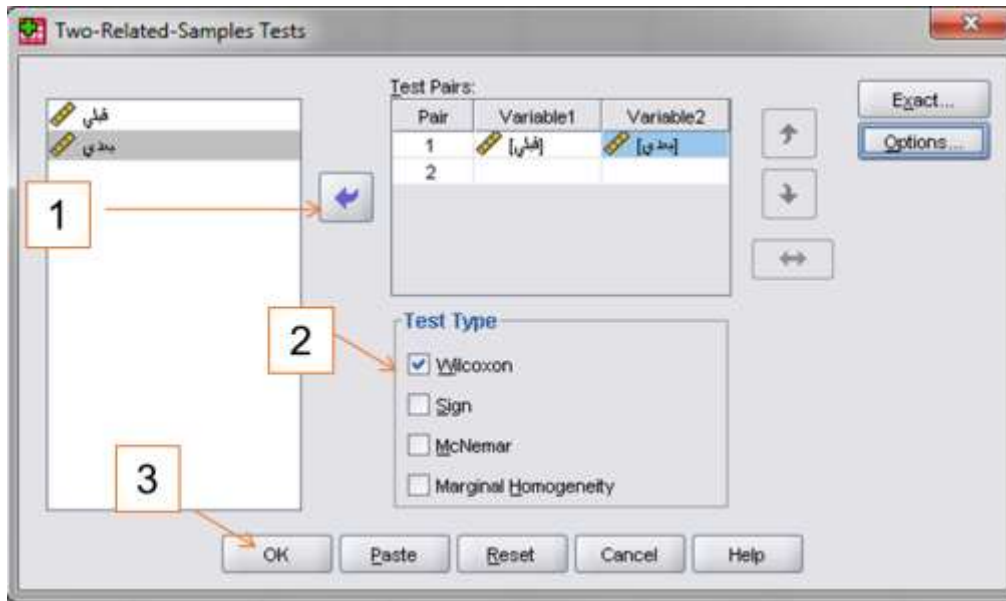 Two-Related-Samples Tests
قبلي
بعدي
Test Pairs:
Pair Variable1 Variable2
1 [قبلي] [بعدي]
2
Exact...
Options...
1
2
Test Type
Wilcoxon
Sign
McNemar
Marginal Homogeneity
3
OK Paste Reset Cancel Help